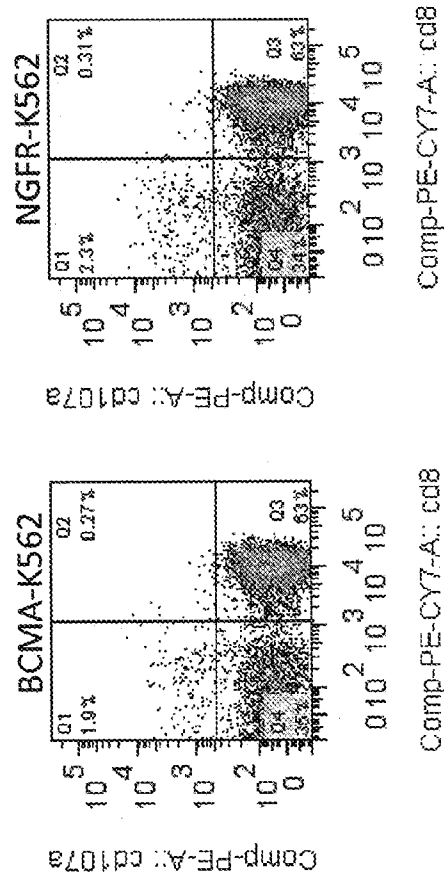 BCMA-K562
Comp-PE-A:: cd107a
10 5
10 4
10 3
10 2
0
Q1
1.9%
Q2
0.27%
Q3
63%
Q4
35%
0 10 2 10 3 10 4 10 5
Comp-PE-CY7-A:: cd8
NGFR-K562
Comp-PE-A:: cd107a
10 5
10 4
10 3
10 2
0
Q1
2.3%
Q2
0.31%
Q3
63%
Q4
34%
0 10 2 10 3 10 4 10 5
Comp-PE-CY7-A:: cd8